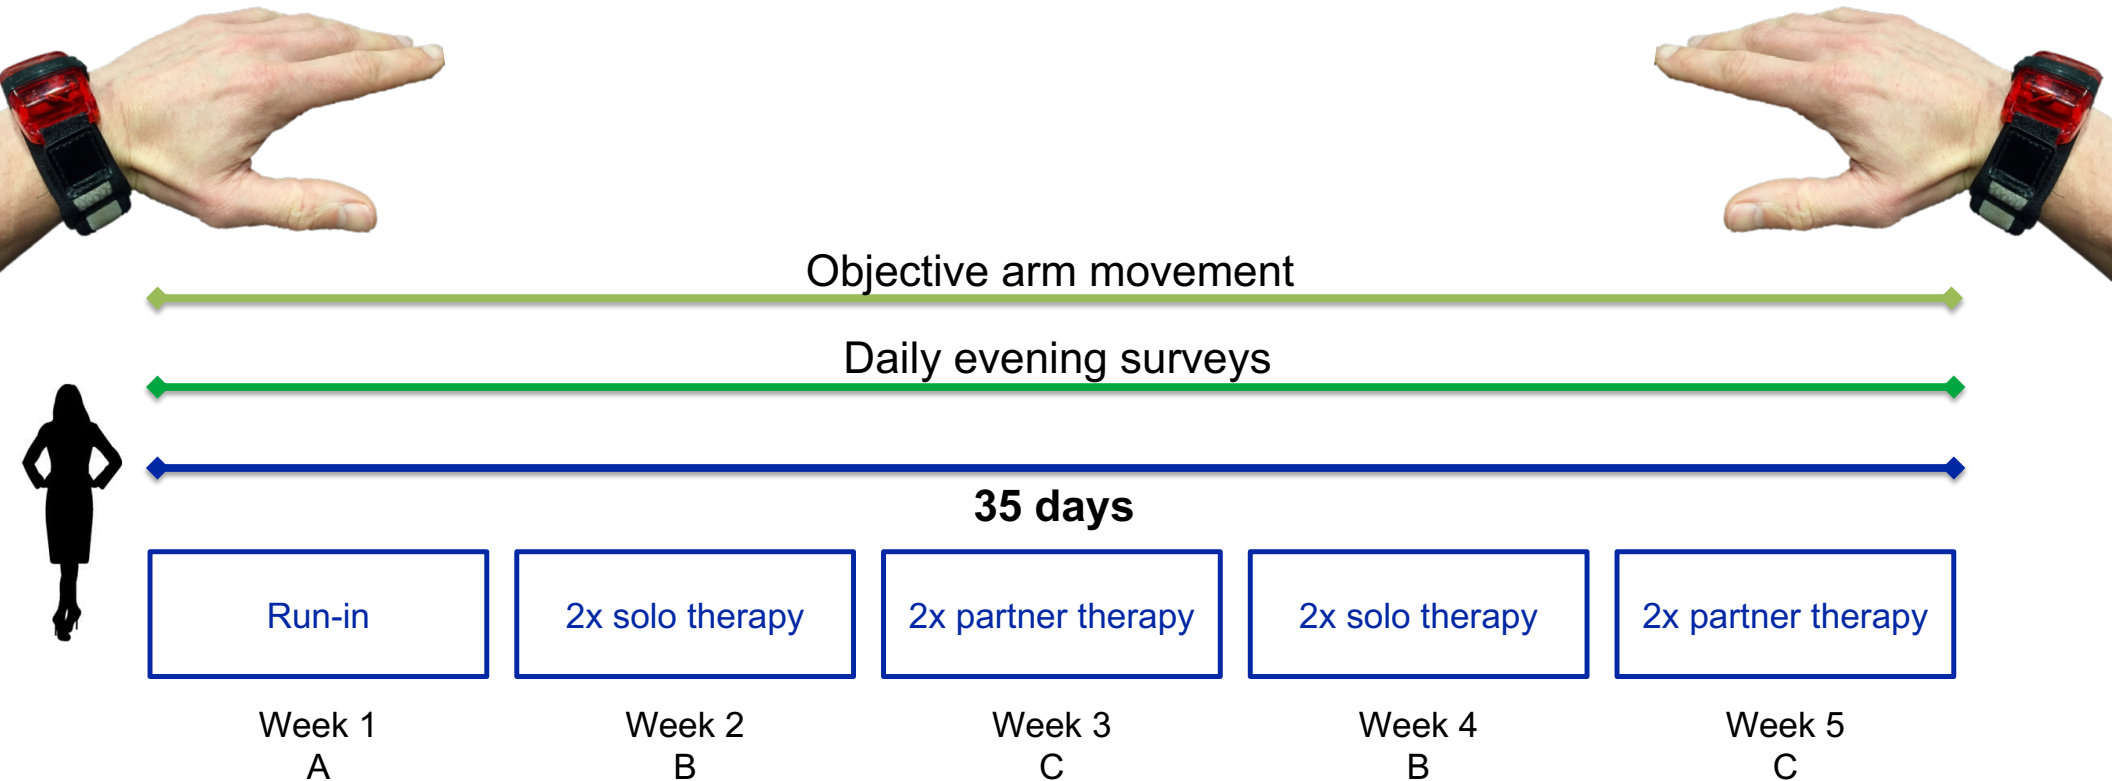 Objective arm movement
Daily evening surveys
35 days
Run-in
2x solo therapy
2x partner therapy
2x solo therapy
2x partner therapy
Week 1
A
Week 2
B
Week 3
C
Week 4
B
Week 5
C